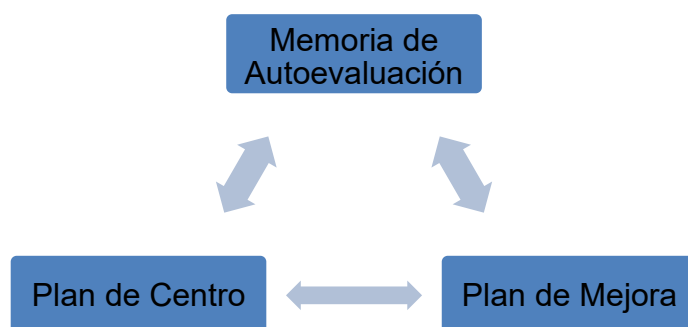 Memoria de
Autoevaluación
Plan de Centro
Plan de Mejora